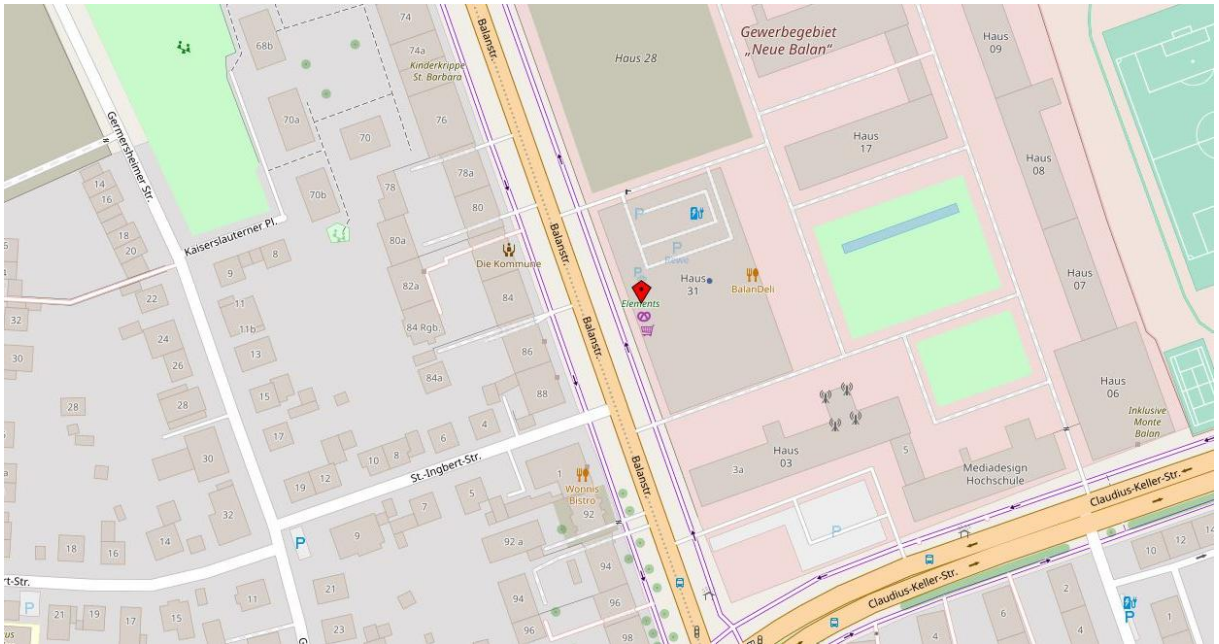 74
68b
Balanstr.
74a
Kinderkrippe
St. Barbara
Haus 28
Gewerbegebiet
„Neue Balan“
Haus
09
Germersheimer Str.
70a
70
76
Haus
17
Haus
08
14
16
18
20
78
78a
70b
80
Kaiserslauterner Pl.
80a
Die Kommune
Balanstr.
P
P
Rewe
P
Haus
31
BalanDeli
Haus
07
9
8
82a
84
Elements
22
32
11
11b
24
26
13
84 Rgb.
86
Balanstr.
30
84a
88
Haus
06
28
28
15
17
4
6
8
10
Inklusive
Monte
Balan
30
12
19
St.-Ingbert-Str.
1
Wonnis
Bistro
92
Balanstr.
3a
Haus
03
5
Mediadesign
Hochschule
Claudius-Keller-Str.
32
5
7
9
P
P
92 a
18
16
94
10
12
14
21
Claudius-Keller-Str.
2
P
21
19
17
15
11
23
94
96
98
4
6
4
P
1